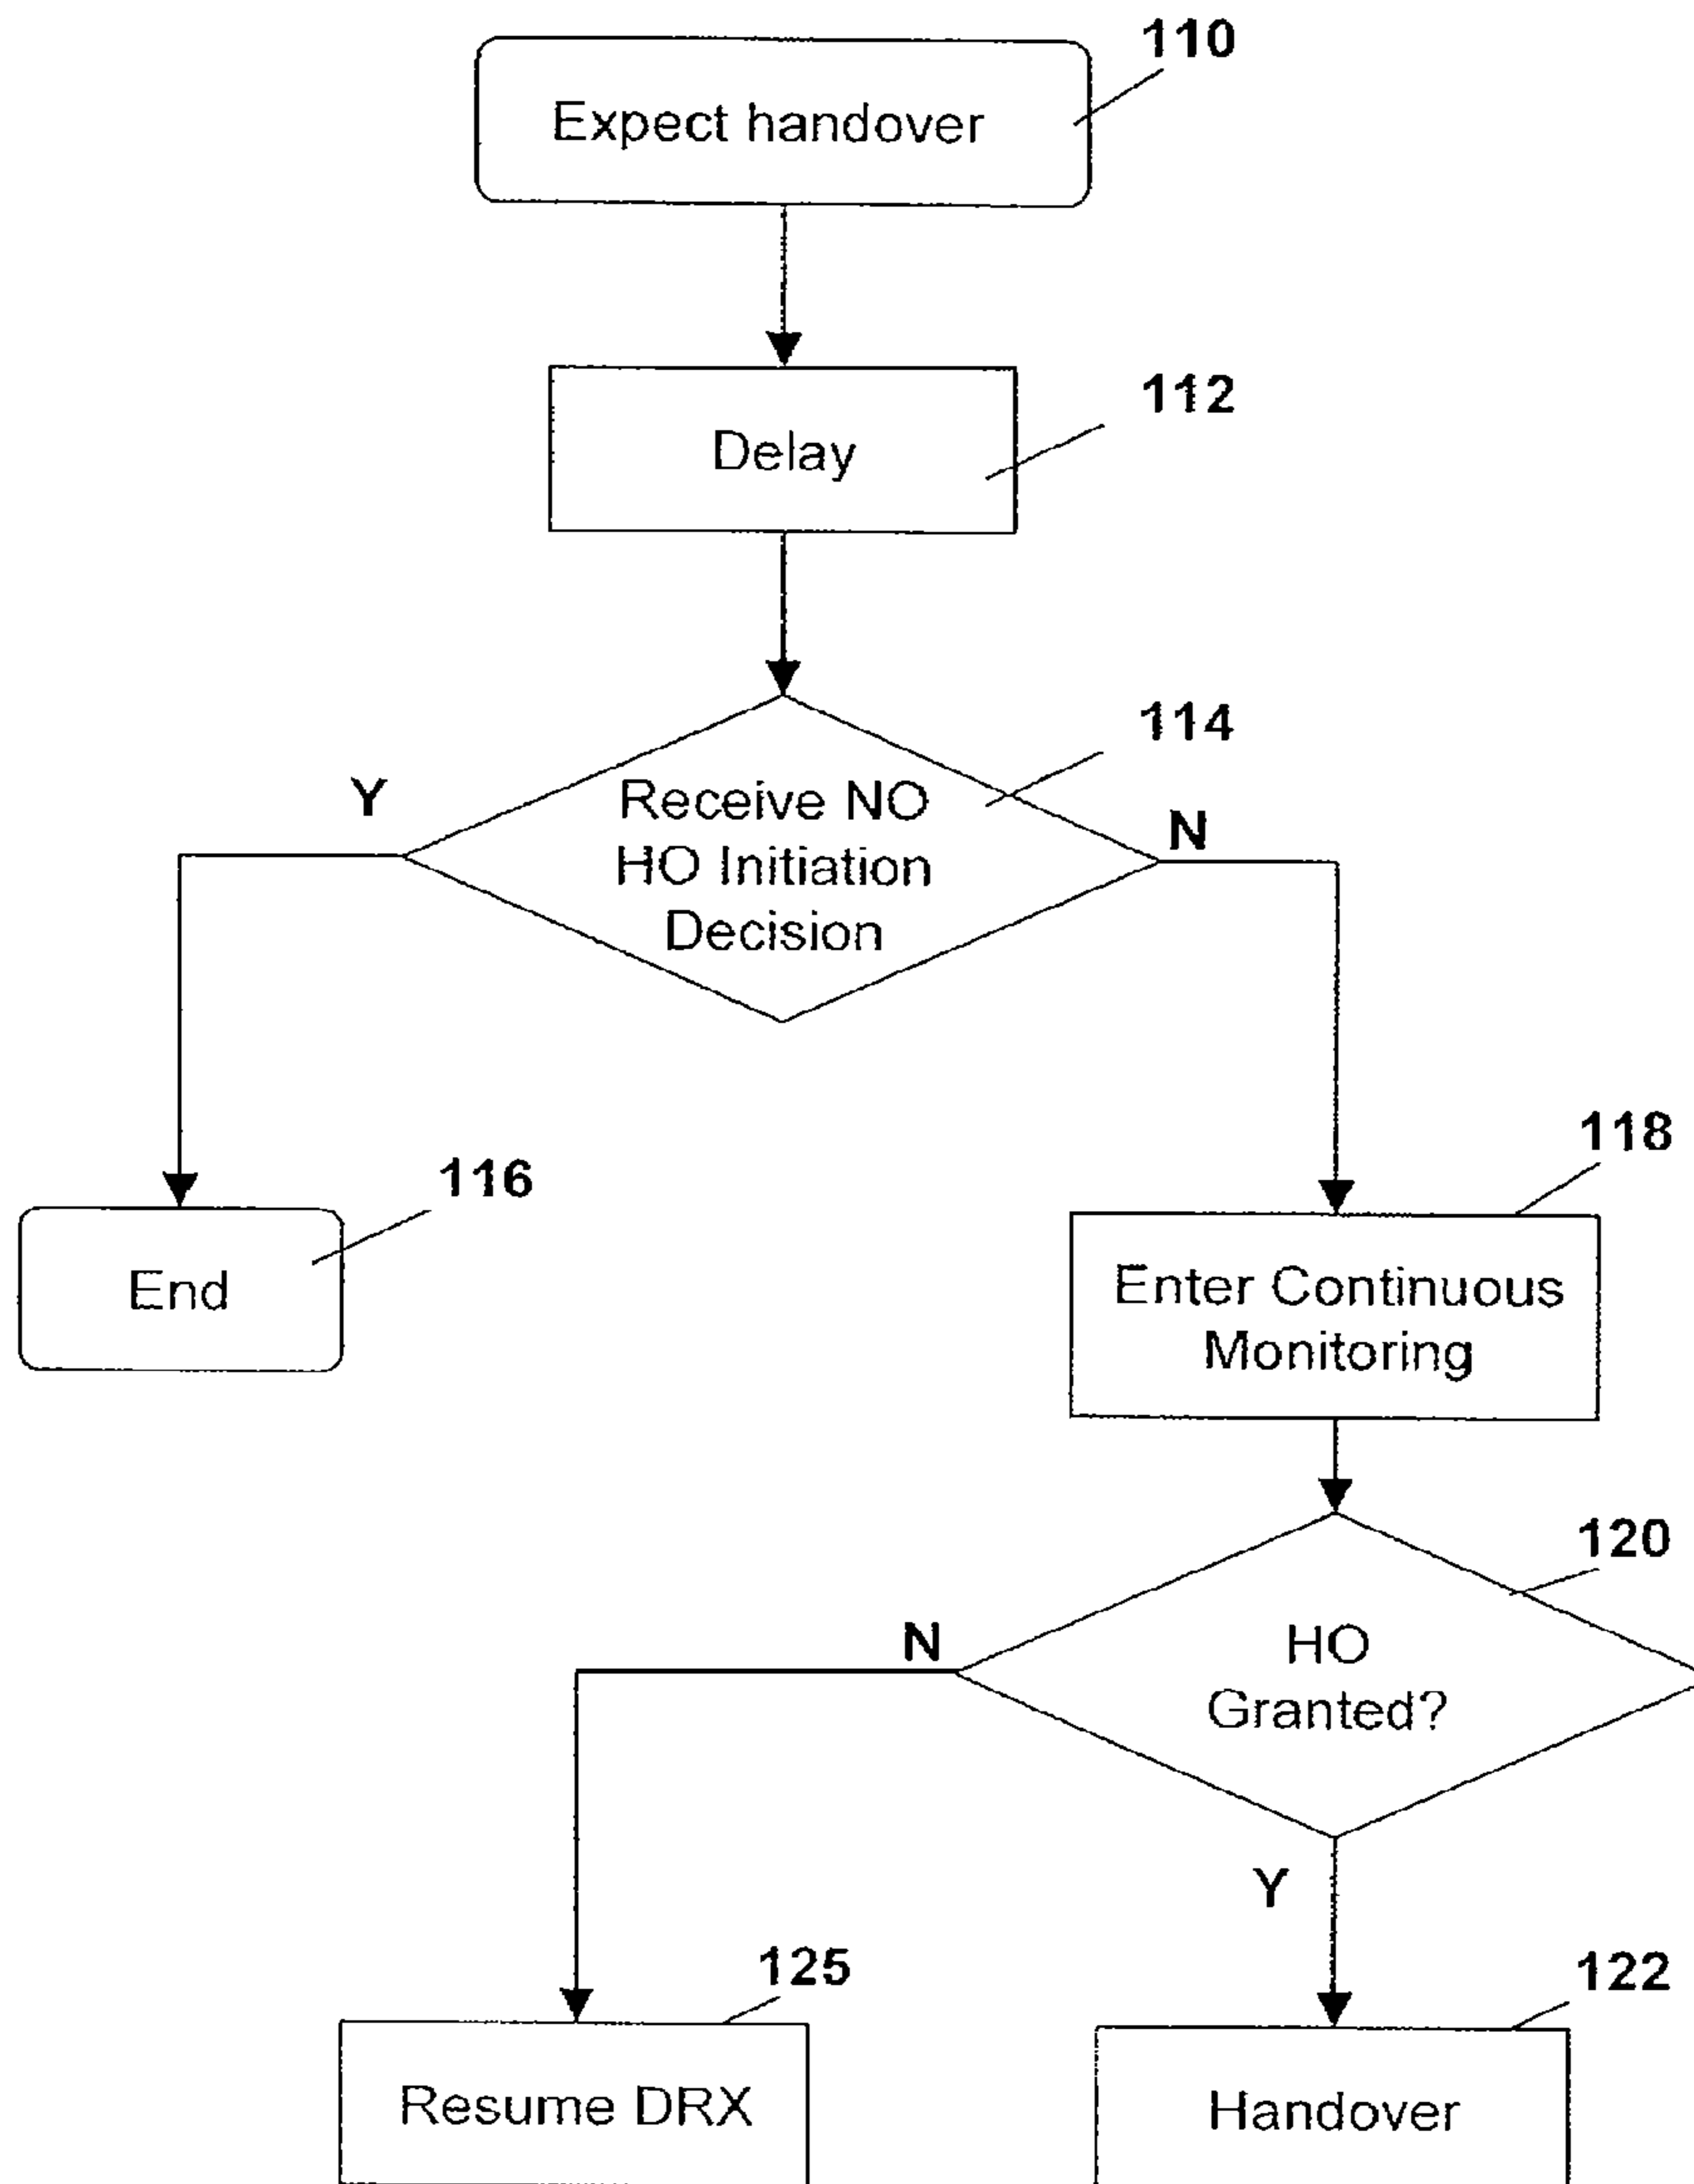 110
Expect handover
112
Delay
114
Y
Receive NO
HO Initiation
Decision
N
116
End
118
Enter Continuous
Monitoring
120
N
HO
Granted?
Y
125
Resume DRX
122
Handover